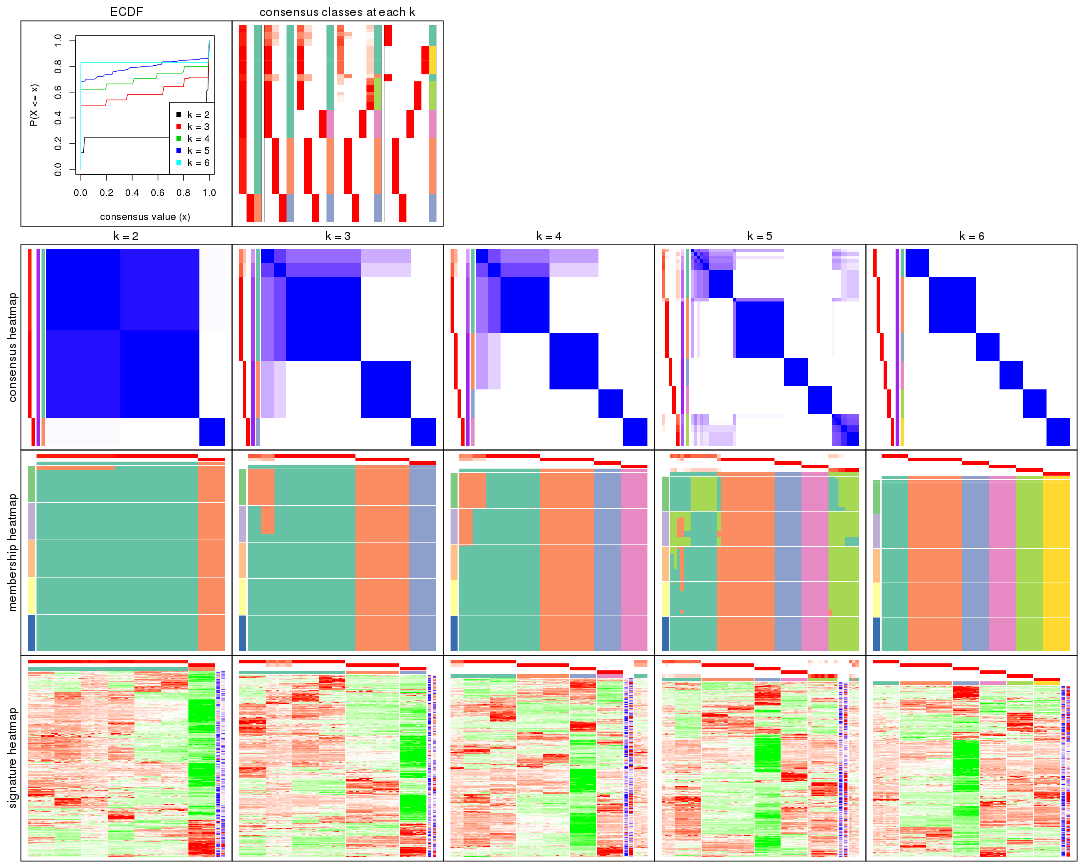 ECDF
consensus classes at each k
P(X <= x)
1.0
0.8
0.6
0.4
0.2
0.0
k = 2
k = 3
k = 4
k = 5
k = 6
0.0 0.2 0.4 0.6 0.8 1.0
consensus value (x)
k = 2
k = 3
k = 4
k = 5
k = 6
consensus heatmap
membership heatmap
signature heatmap